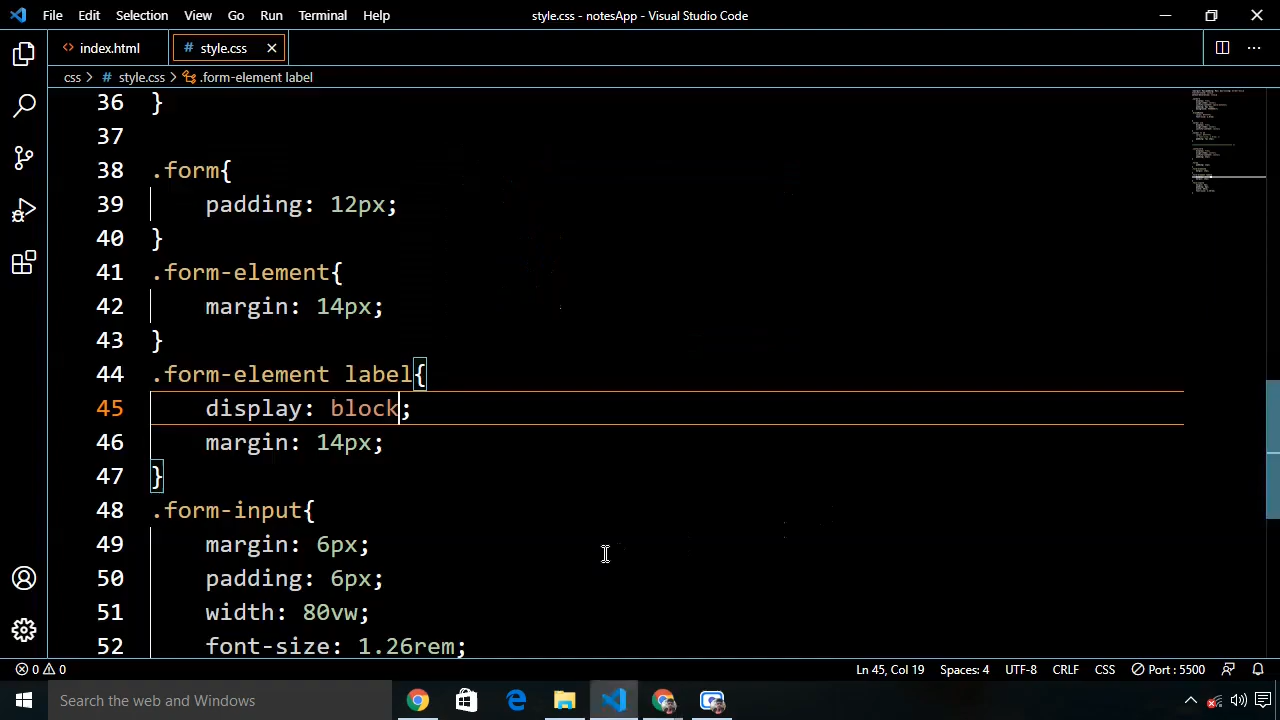 File Edit Selection View Go Run Terminal Help style.css - notesApp - Visual Studio Code
index.html # style.css
css > # style.css > .form-element label
36 }
37
38 .form{
39 padding: 12px;
40 }
41 .form-element{
42 margin: 14px;
43 }
44 .form-element label{
45 display: block;
46 margin: 14px;
47 }
48 .form-input{
49 margin: 6px;
50 padding: 6px;
51 width: 80vw;
52 font-size: 1.26rem;
0 0 Ln 45, Col 19 Spaces: 4 UTF-8 CRLF CSS Port : 5500
Search the web and Windows